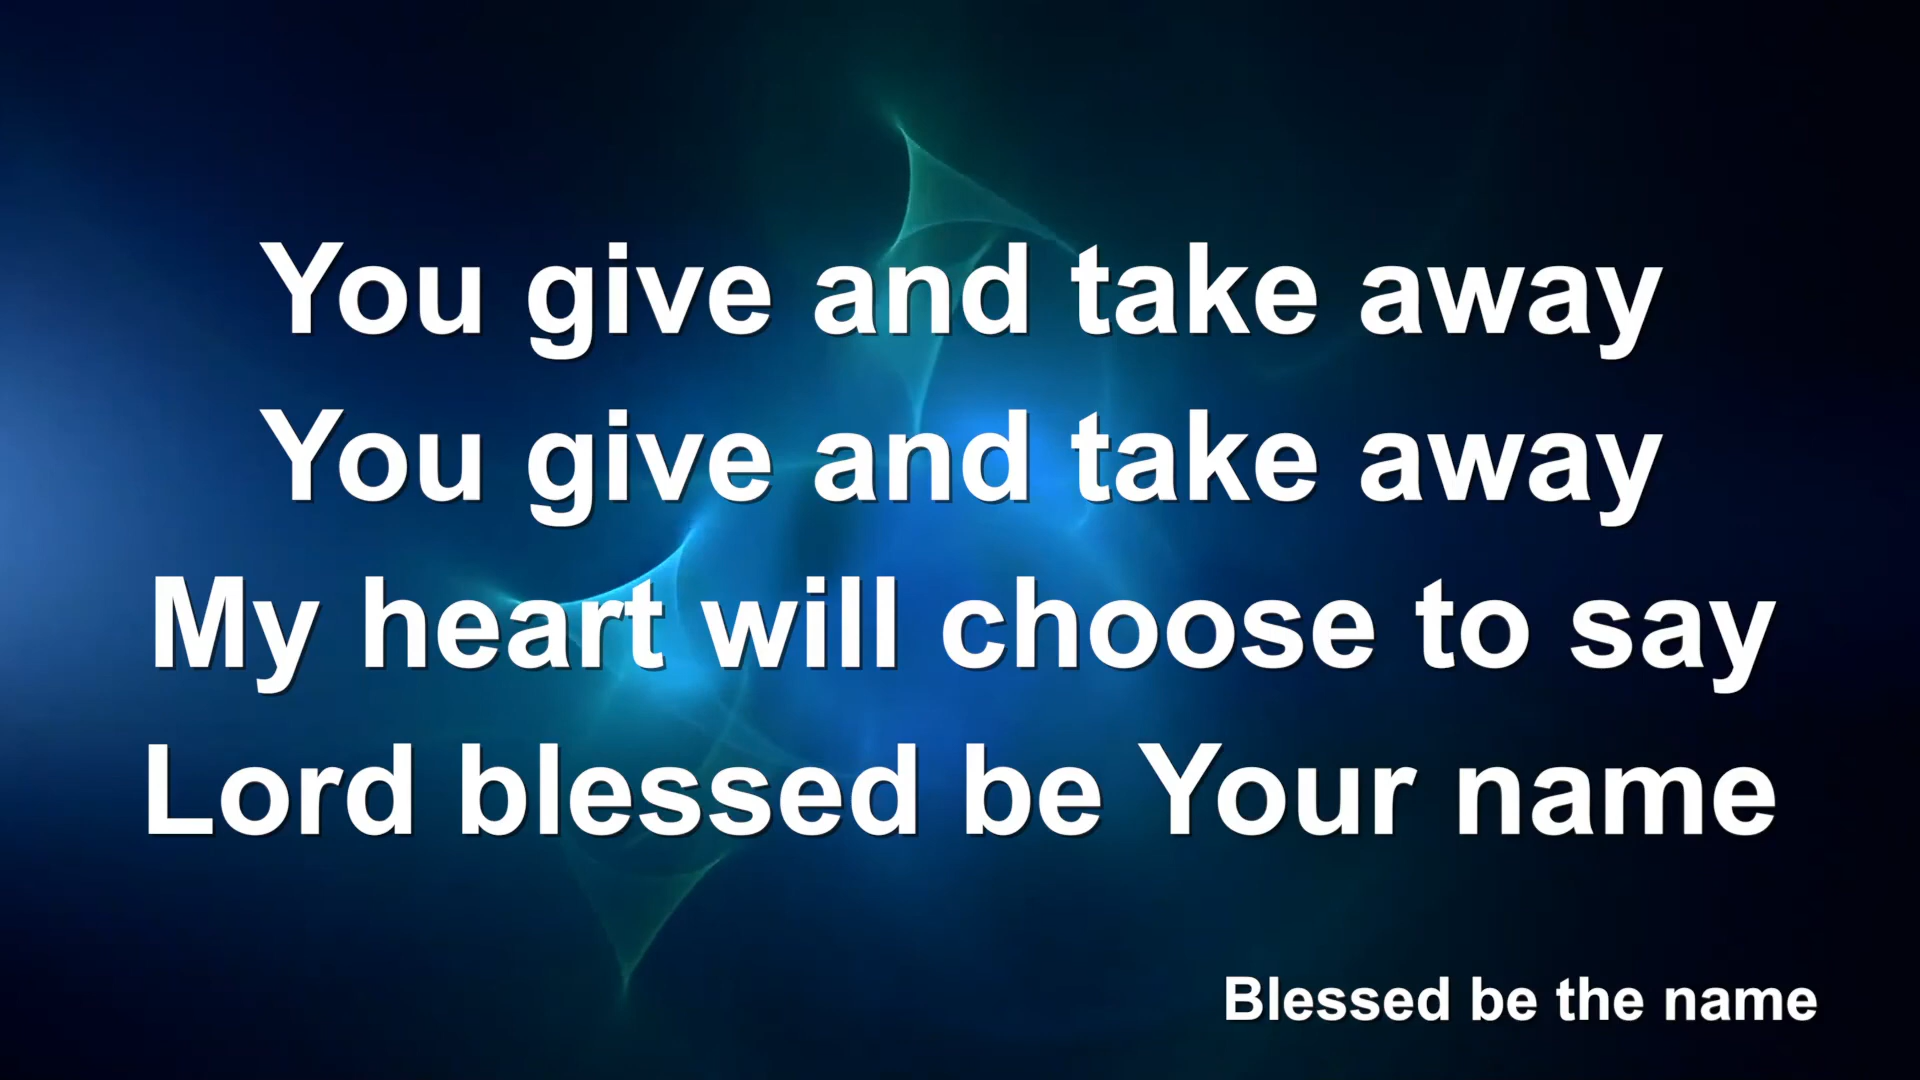 You give and take away
You give and take away
My heart will choose to say
Lord blessed be Your name
Blessed be the name